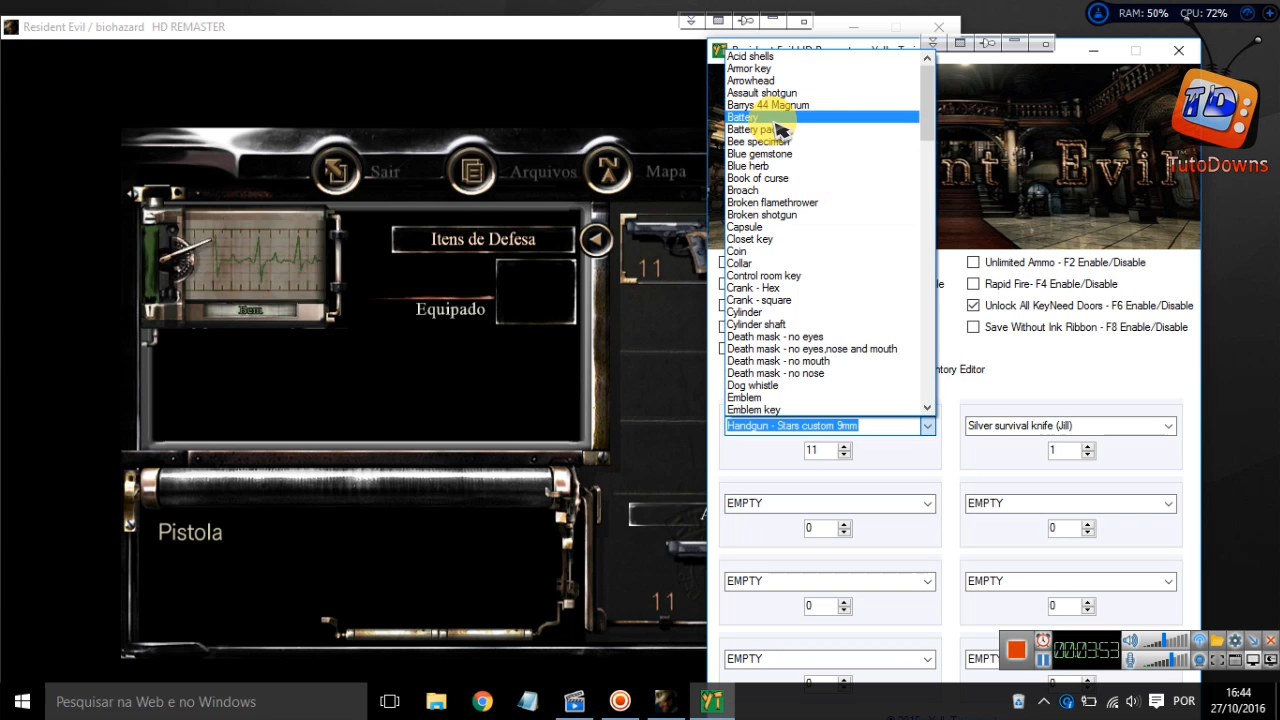 RAM: 50% CPU: 72%
Resident Evil / biohazard HD REMASTER
TD
TutoDowns
Sair
Arquivos
Mapa
Itens de Defesa
Equipado
Bem
11
Pistola
11
Acid shells
Armor key
Arrowhead
Assault shotgun
Barrys 44 Magnum
Battery
Battery
Bee specimen
Blue gemstone
Blue herb
Book of curse
Broach
Broken flamethrower
Broken shotgun
Capsule
Closet key
Coin
Collar
Control room key
Crank - Hex
Crank - square
Cylinder
Cylinder shaft
Death mask - no eyes
Death mask - no eyes,nose and mouth
Death mask - no mouth
Death mask - no nose
Dog whistle
Emblem
Emblem key
Unlimited Ammo - F2 Enable/Disable
Rapid Fire- F4 Enable/Disable
Unlock All KeyNeed Doors - F6 Enable/Disable
Save Without Ink Ribbon - F8 Enable/Disable
Editor
Handgun - Stars custom 9mm
11
Silver survival knife (Jill)
1
EMPTY
0
EMPTY
0
EMPTY
0
EMPTY
0
EMPTY
00:03:53
Pesquisar na Web e no Windows
POR
16:44
27/10/2016